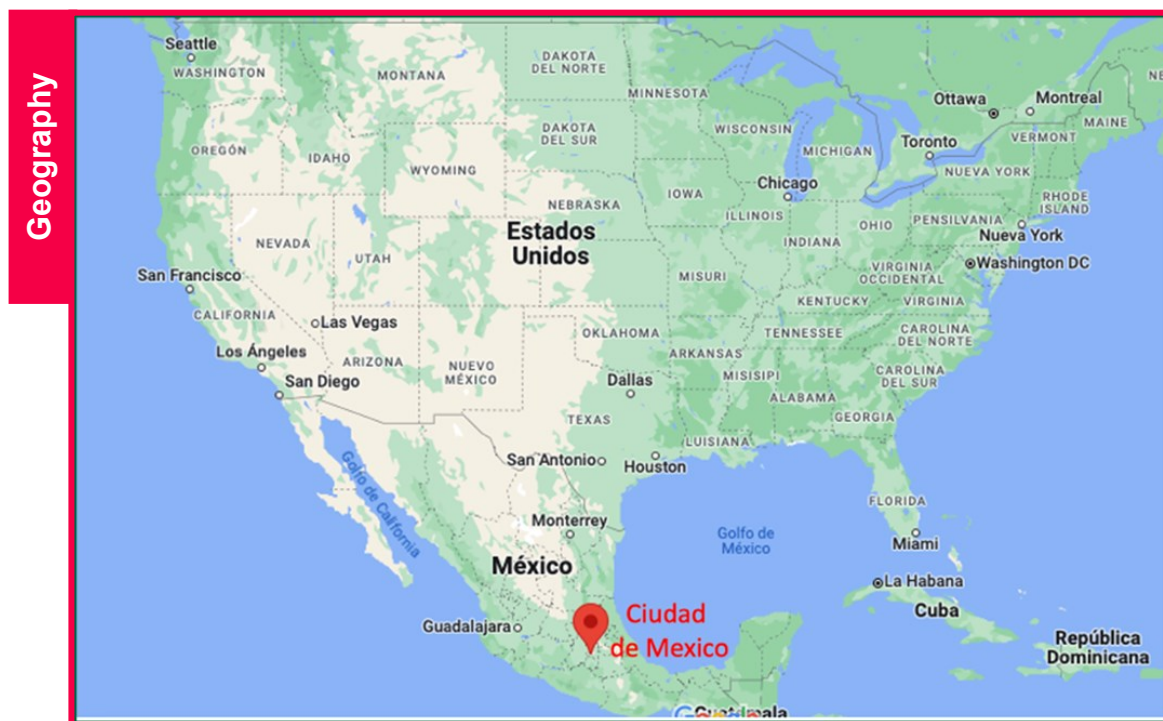 Geography
Seattle
WASHINGTON
MONTANA
DAKOTA
DEL NORTE
MINNESOTA
Ottawa
Montreal
MAINE
NE
OREGÓN
IDAHO
DAKOTA
DEL SUR
WISCONSIN
MICHIGAN
Toronto
VERMONT
WYOMING
NUEVA YORK
Chicago
IOWA
NEBRASKA
RHODE
ISLAND
ILLINOIS
OHIO
PENSILVANIA
Nueva York
Estados
Unidos
INDIANA
NEVADA
UTAH
Washington DC
San Francisco
MISURI
VIRGINIA
OCCIDENTAL
KENTUCKY
VIRGINIA
CALIFORNIA
Las Vegas
OKLAHOMA
TENNESSEE
CAROLINA
DEL NORTE
Los Ángeles
ARIZONA
NUEVO
MÉXICO
ARKANSAS
MISISIPI
CAROLINA
DEL SUR
San Diego
Dallas
ALABAMA
TEXAS
GEORGIA
LUISIANA
San Antonio
Houston
Golfo de California
FLORIDA
Monterrey
Golfo de
México
Miami
México
La Habana
Cuba
Guadalajara
Ciudad
de Mexico
República
Dominicana
Google
Guatemala